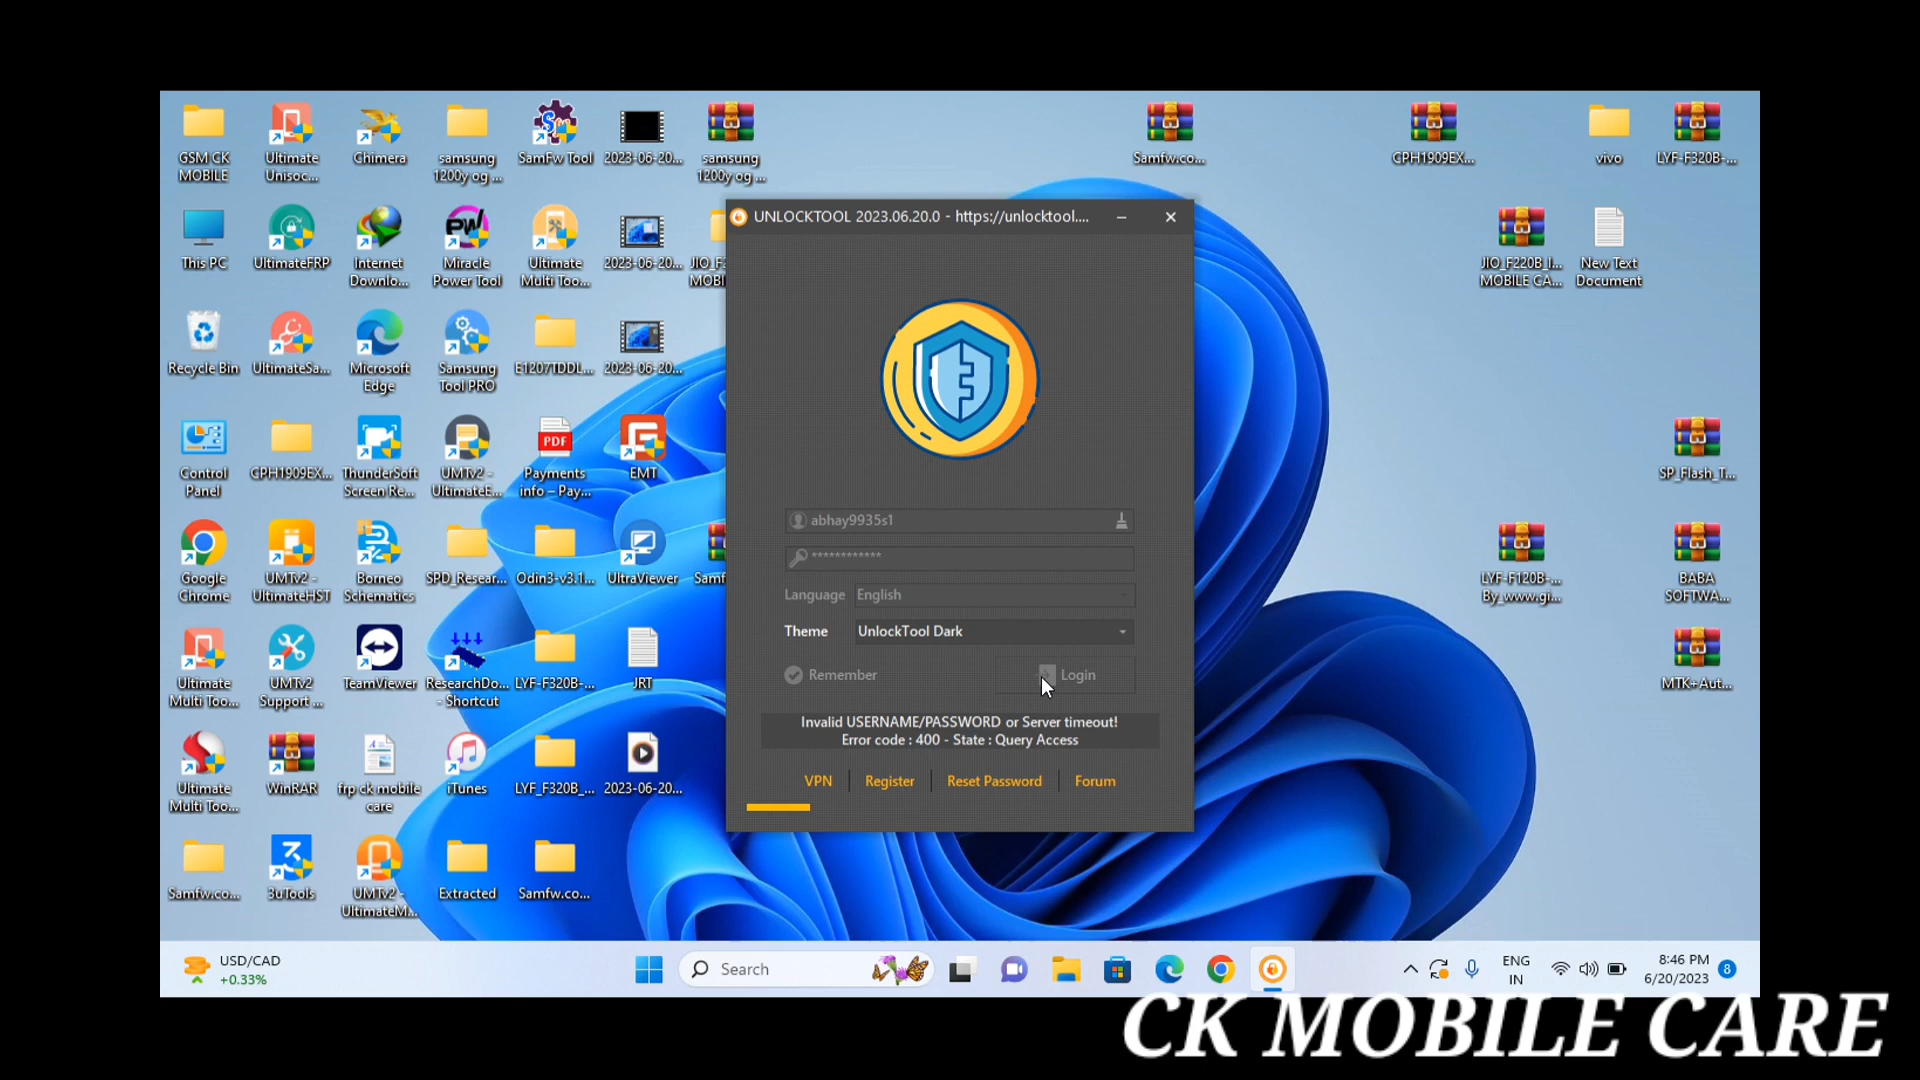 GSM CK
MOBILE
Ultimate
Unisoc...
Chimera
samsung
1200y og ...
SamFw Tool
2023-06-20...
samsung
1200y og ...
Samfw.co...
CPH1909EX...
vivo
LYF-F320B-...
This PC
UltimateFRP
Internet
Downlo...
Miracle
Power Tool
Ultimate
Multi Too...
2023-06-20...
JIO_F
MOBI
JIO_F220B_I...
MOBILE CA...
New Text
Document
Recycle Bin
UltimateSa...
Microsoft
Edge
Samsung
Tool PRO
E1207TDDL...
2023-06-20...
Control
Panel
CPH1909EX...
ThunderSoft
Screen Re...
UMTv2 -
UltimateE...
PDF
Payments
info – Pay...
EMT
SP_Flash_T...
Google
Chrome
UMTv2 -
UltimateHST
Borneo
Schematics
SPD_Resear...
Odin3-v3.1...
UltraViewer
Samf
LYF-F120B-...
By_www.gi...
BABA
SOFTWA...
Ultimate
Multi Too...
UMTv2
Support ...
TeamViewer
ResearchDo...
- Shortcut
LYF-F320B-...
JRT
MTK+Aut...
Ultimate
Multi Too...
WinRAR
frp ck mobile
care
iTunes
LYF_F320B_...
2023-06-20...
Samfw.co...
3uTools
UMTv2 -
UltimateM...
Extracted
Samfw.co...
UNLOCKTOOL 2023.06.20.0 - https://unlocktool....
abhay9935s1
************
Language English
Theme UnlockTool Dark
Remember Login
Invalid USERNAME/PASSWORD or Server timeout!
Error code : 400 - State : Query Access
VPN Register Reset Password Forum
USD/CAD
+0.33%
Search
ENG
IN
8:46 PM
6/20/2023
8
CK MOBILE CARE